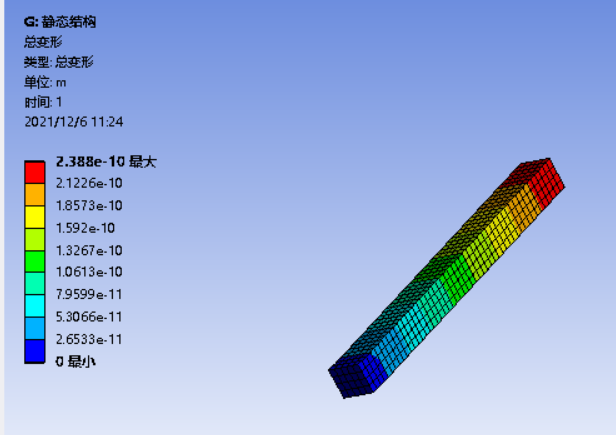 G: 静态结构
总变形
类型: 总变形
单位: m
时间: 1
2021/12/6 11:24
2.388e-10 最大
2.1226e-10
1.8573e-10
1.592e-10
1.3267e-10
1.0613e-10
7.9599e-11
5.3066e-11
2.6533e-11
0 最小